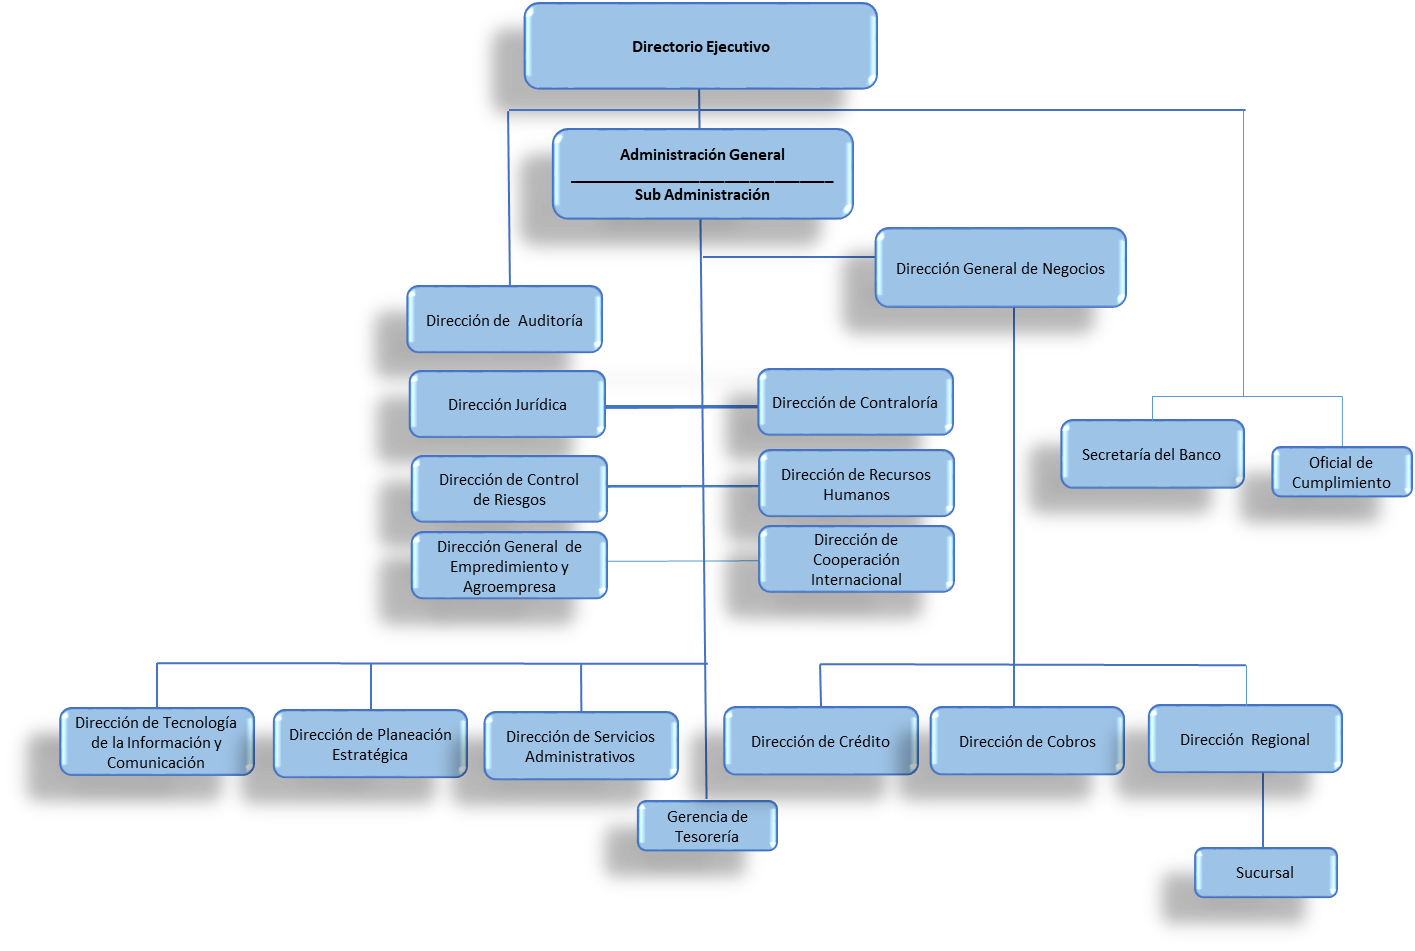 Directorio Ejecutivo
Administración General
Sub Administración
Dirección General de Negocios
Dirección de Auditoría
Dirección Jurídica
Dirección de Contraloría
Secretaría del Banco
Oficial de
Cumplimiento
Dirección de Control
de Riesgos
Dirección de Recursos
Humanos
Dirección General de
Empredimiento y
Agroempresa
Dirección de
Cooperación
Internacional
Dirección de Tecnología
de la Información y
Comunicación
Dirección de Planeación
Estratégica
Dirección de Servicios
Administrativos
Dirección de Crédito
Dirección de Cobros
Dirección Regional
Gerencia de
Tesorería
Sucursal